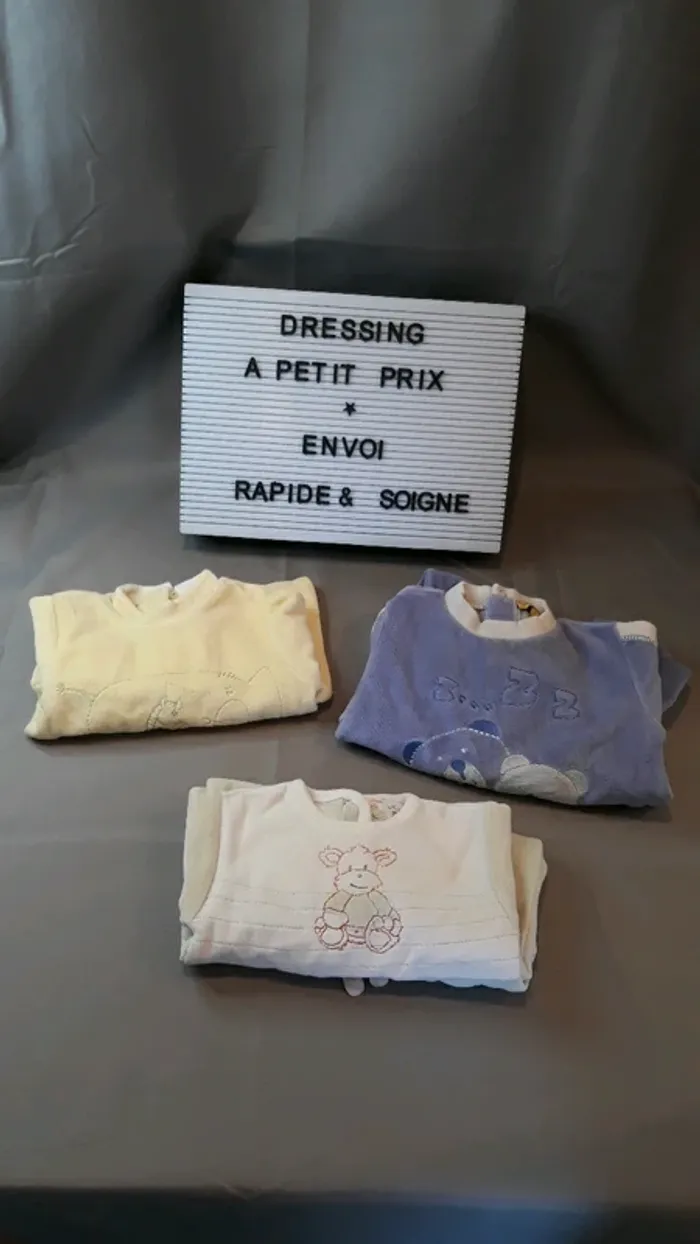 DRESSING
A PETIT PRIX
★
ENVOI
RAPIDE & SOIGNE
Z...Z Z